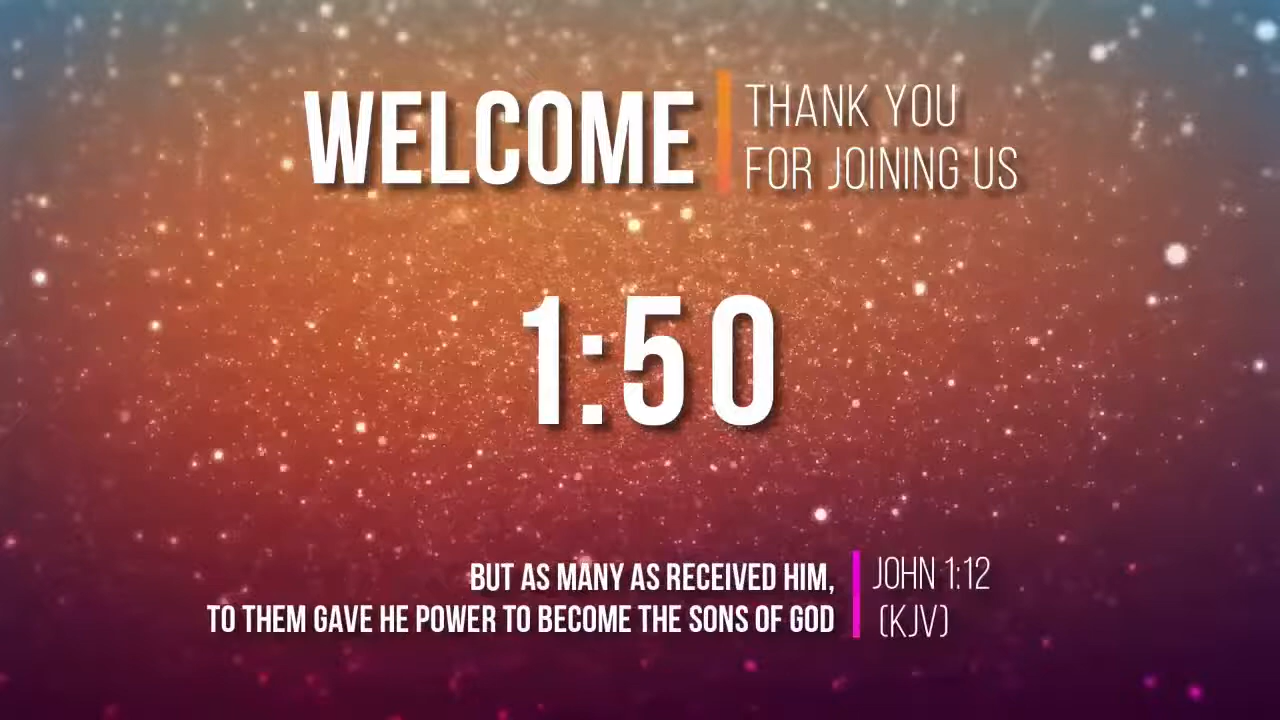 WELCOME
THANK YOU
FOR JOINING US
1:50
BUT AS MANY AS RECEIVED HIM,
TO THEM GAVE HE POWER TO BECOME THE SONS OF GOD
JOHN 1:12
(KJV)